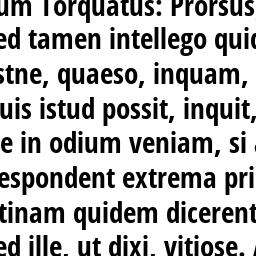 um Torquatus: Prorsus,
ed tamen intellego quid
stne, quaeso, inquam,
uis istud possit, inquit,
e in odium veniam, si a
espondent extrema pri
tinam quidem dicerent
ed ille, ut dixi, vitiose. A